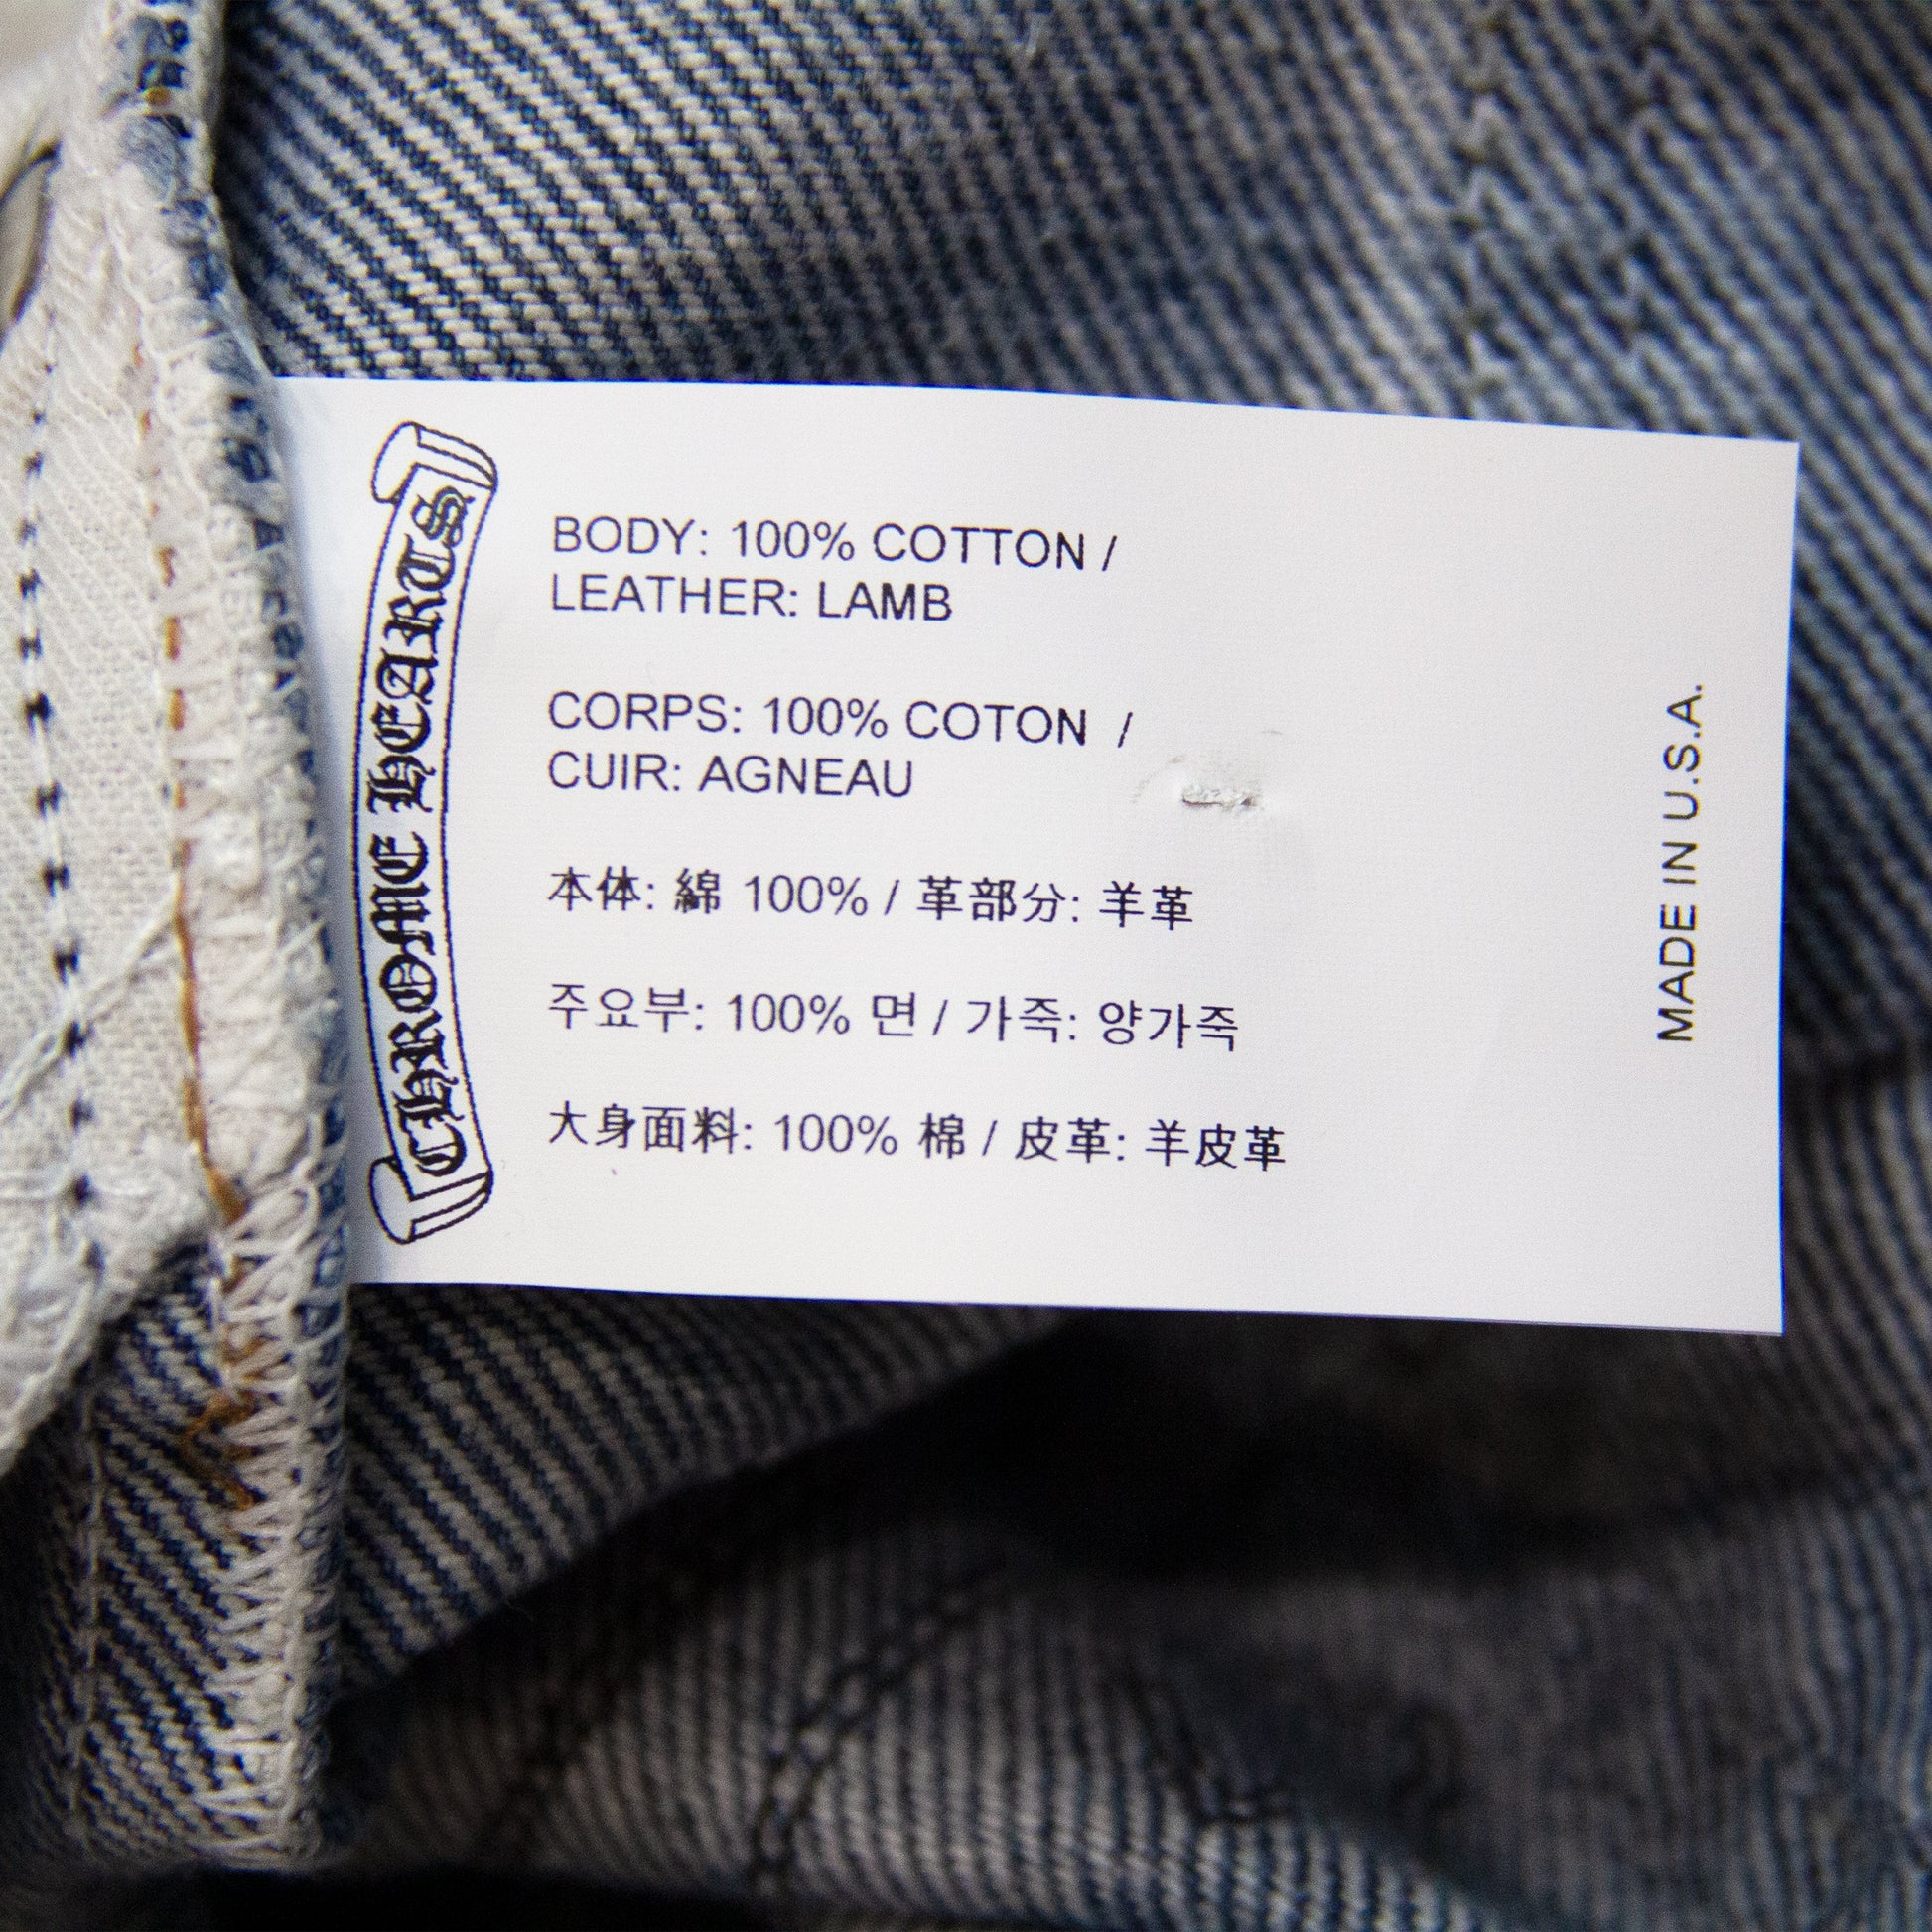 CHROME HEARTS
BODY: 100% COTTON /
LEATHER: LAMB
CORPS: 100% COTON /
CUIR: AGNEAU
本体: 綿 100% / 革部分: 羊革
주요부: 100% 면 / 가죽: 양가죽
大身面料: 100% 棉 / 皮革: 羊皮革
MADE IN U.S.A.